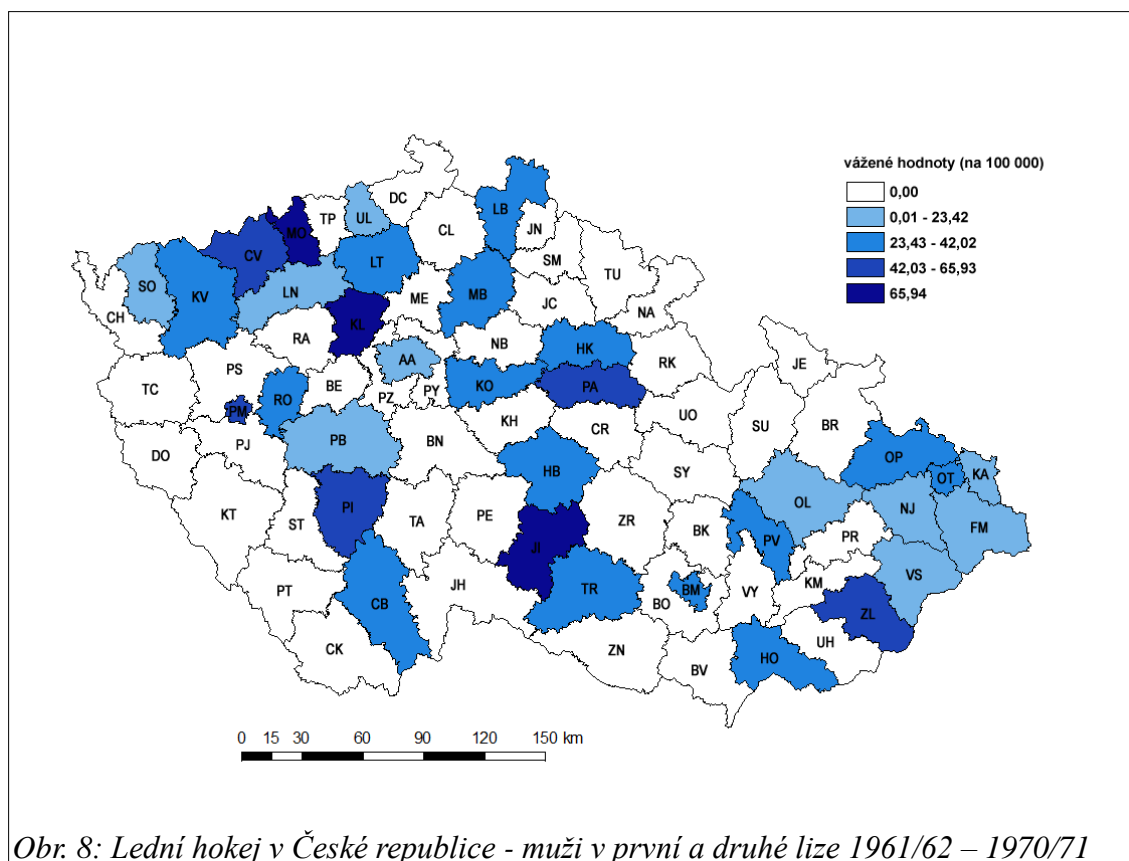 vážené hodnoty (na 100 000)
0,00
0,01 - 23,42
23,43 - 42,02
42,03 - 65,93
65,94
DC
LB
TP
UL
MO
CL
JN
CV
LT
SM
SO
KV
LN
ME
MB
TU
CH
JC
NA
KL
RA
NB
HK
AA
RK
JE
PS
TC
BE
PZ
PY
KO
PA
RO
PM
KH
CR
UO
SU
BR
PJ
PB
BN
DO
HB
SY
OP
KA
OT
KT
ST
PI
TA
PE
ZR
BK
OL
NJ
FM
PV
PR
JI
VS
PT
CB
JH
TR
BO
BM
VY
KM
ZL
CK
ZN
BV
HO
UH
0 15 30 60 90 120 150 km
Obr. 8: Lední hokej v České republice - muži v první a druhé lize 1961/62 – 1970/71